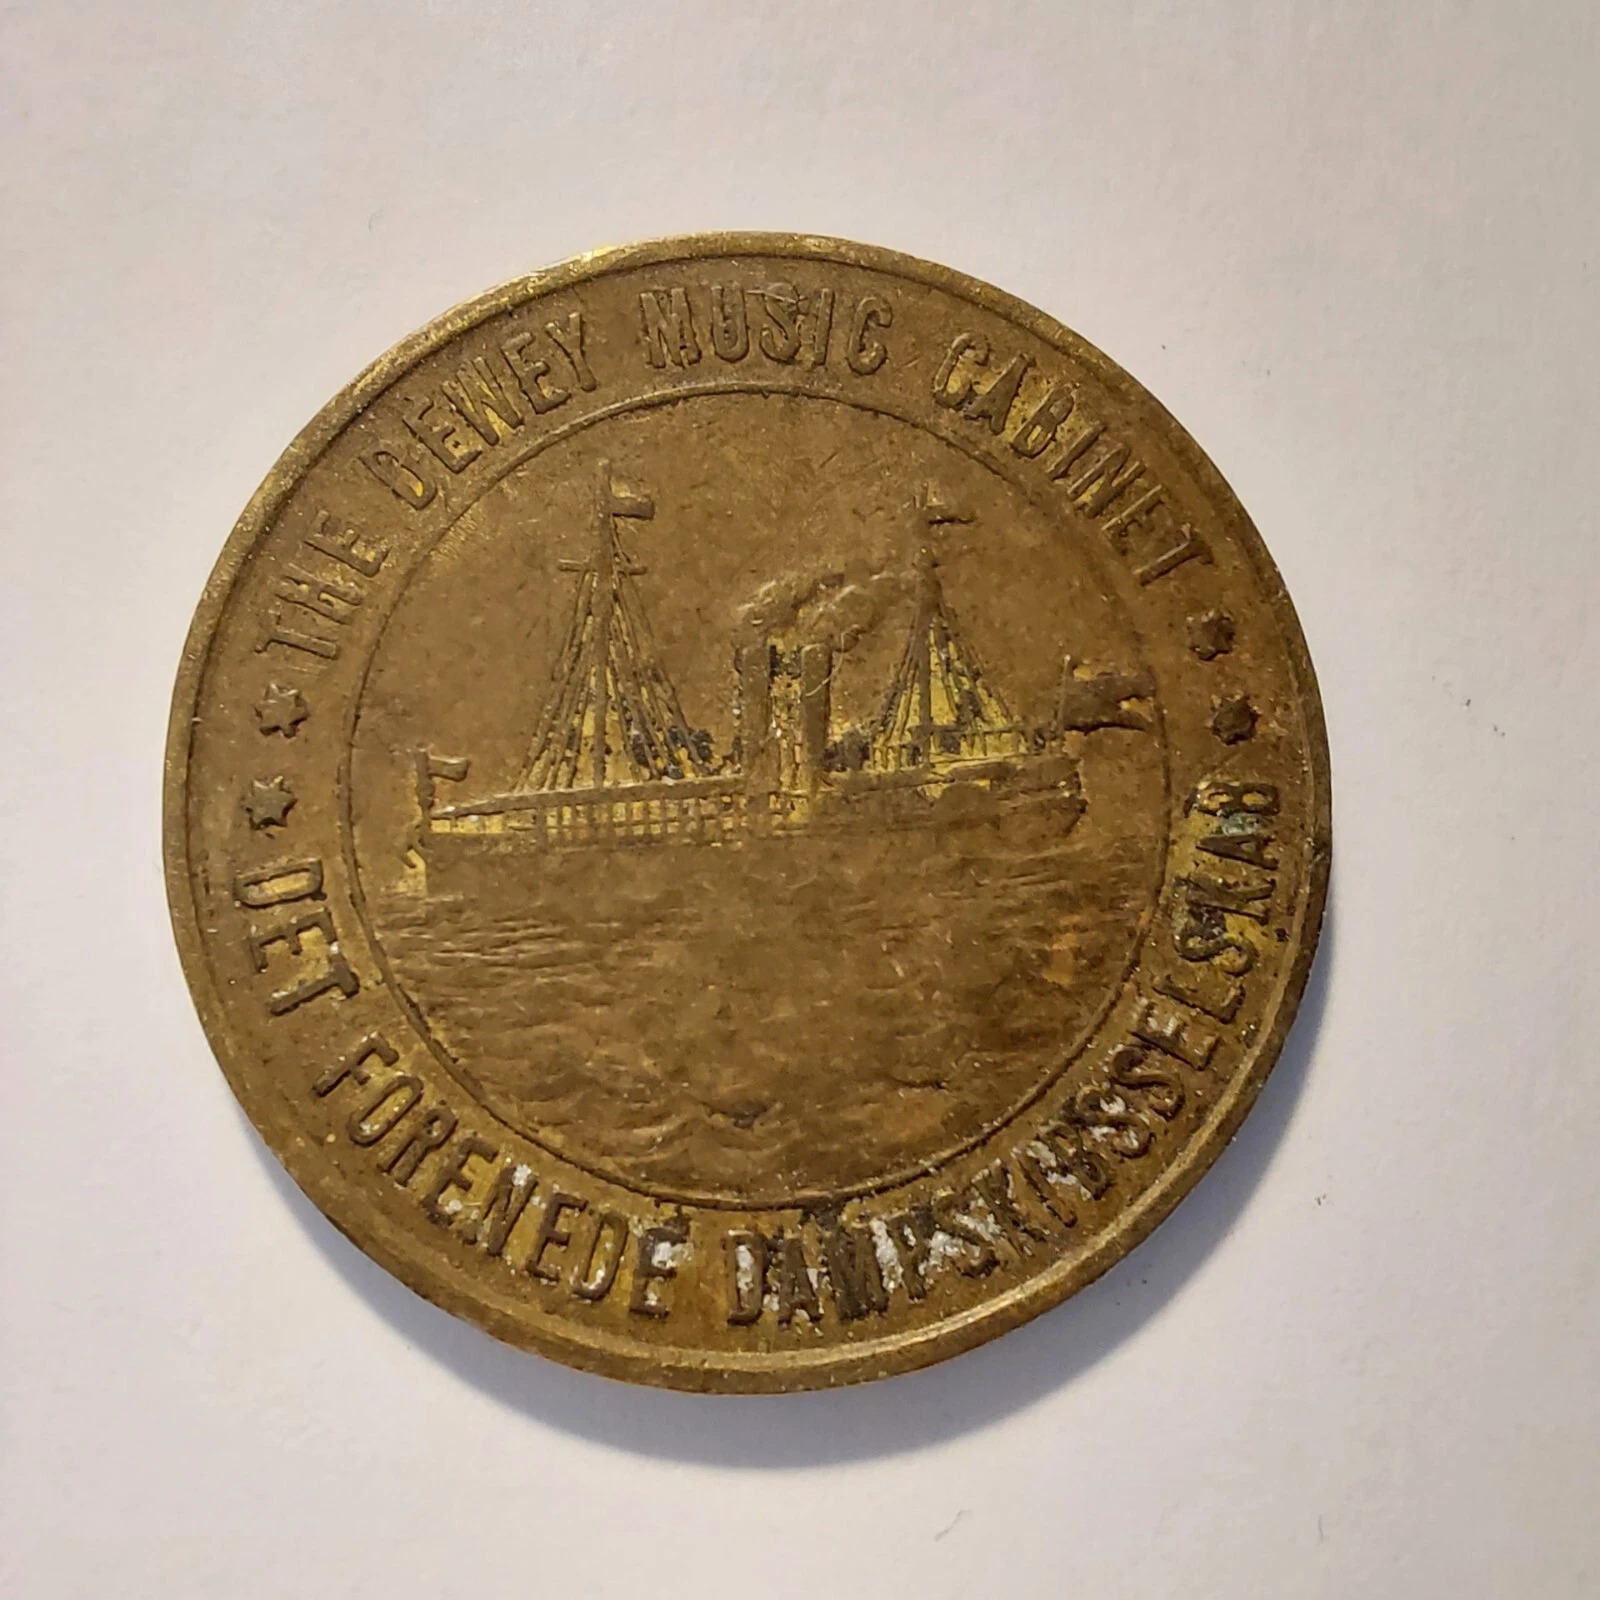 THE DEWEY MUSIC CABINET
DET FORENEDE DAMPSKIBSSELSKAB